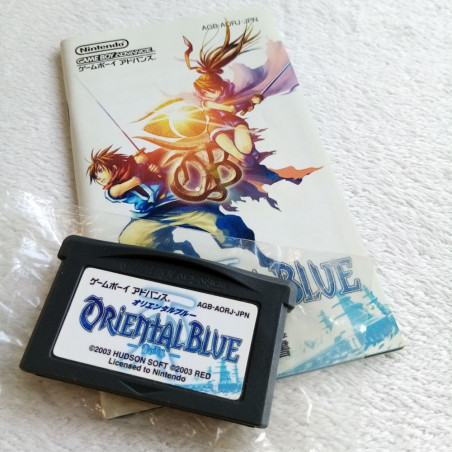 AGB-AORJ-JPN
Nintendo
GAME BOY ADVANCE
ゲームボーイ アドバンス
OB
BLUE
ゲームボーイ アドバンス
AGB-AORJ-JPN
オリエンタルブルー
ORIENTAL BLUE
©2003 HUDSON SOFT ©2003 RED
Licensed to Nintendo